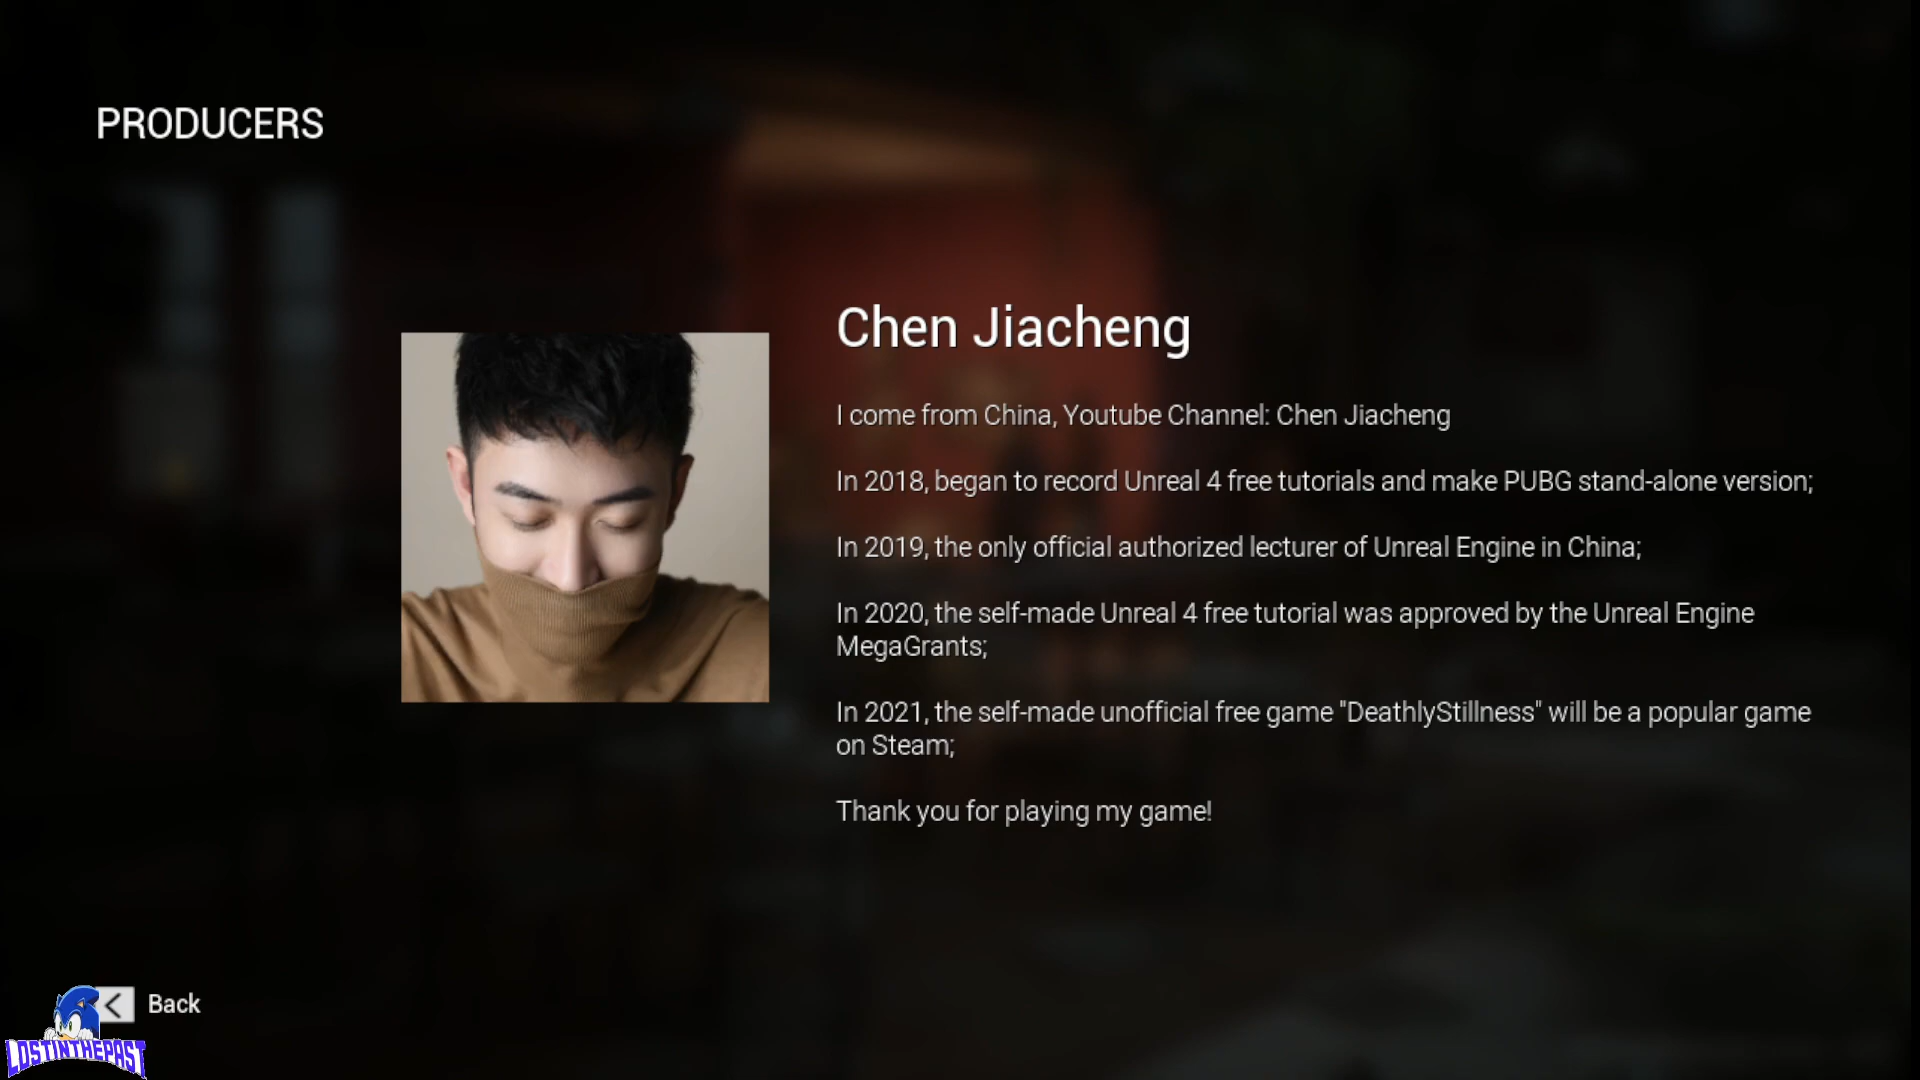 PRODUCERS
Chen Jiacheng
I come from China, Youtube Channel: Chen Jiacheng
In 2018, began to record Unreal 4 free tutorials and make PUBG stand-alone version;
In 2019, the only official authorized lecturer of Unreal Engine in China;
In 2020, the self-made Unreal 4 free tutorial was approved by the Unreal Engine
MegaGrants;
In 2021, the self-made unofficial free game "DeathlyStillness" will be a popular game
on Steam;
Thank you for playing my game!
Back
LOSTINTHEPAST